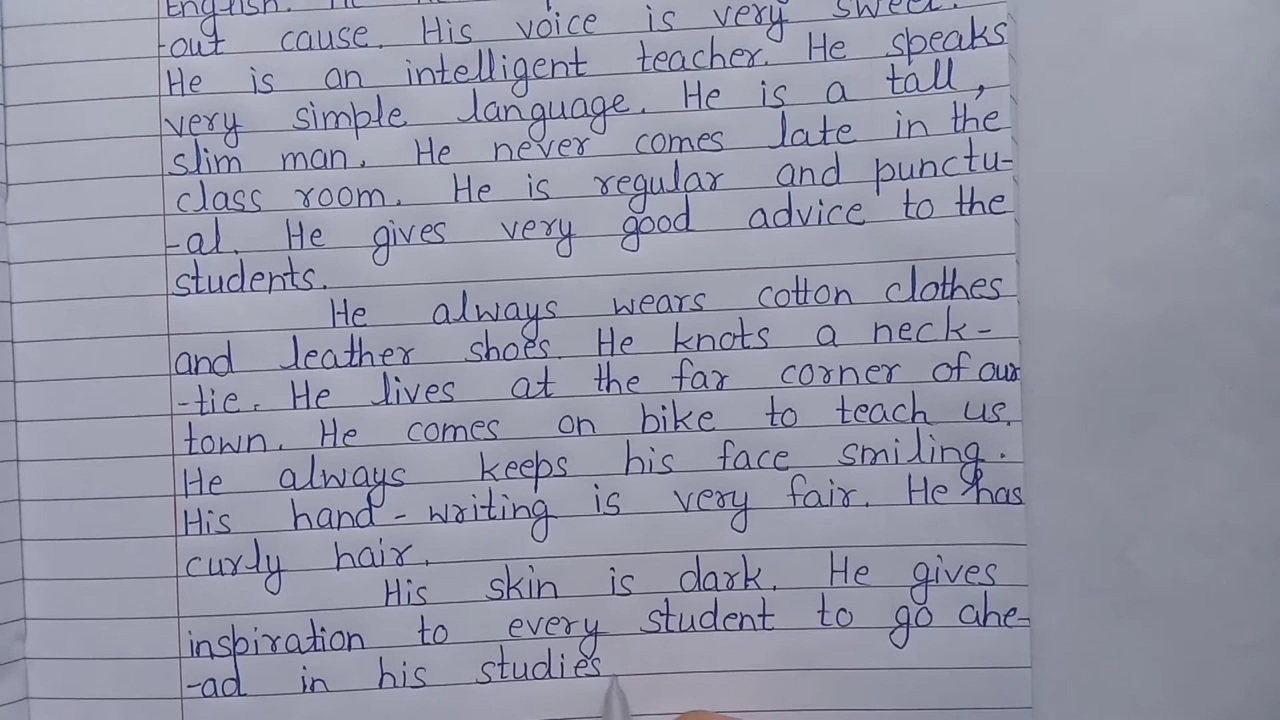 English. He
-out cause. His voice is very sweet.
He is an intelligent teacher. He speaks
very simple language. He is a tall,
slim man. He never comes late in the
class room. He is regular and punctu-
-al. He gives very good advice to the
students.
He always wears cotton clothes
and leather shoes. He knots a neck-
-tie. He lives at the far corner of our
town. He comes on bike to teach us.
He always keeps his face smiling.
His hand-writing is very fair. He has
curly hair.
His skin is dark. He gives
inspiration to every student to go ahe-
-ad in his studies